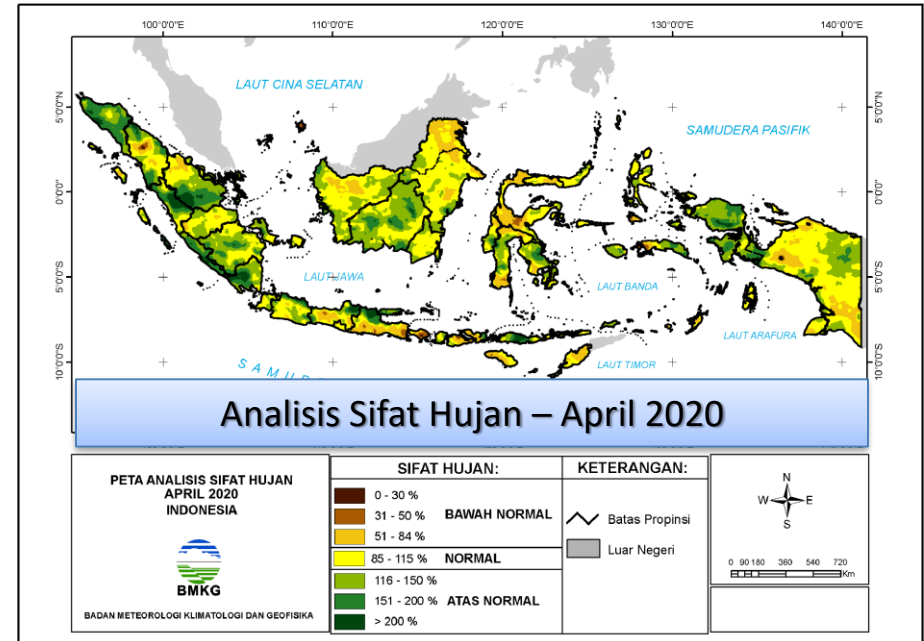 100°0'0"E 110°0'0"E 120°0'0"E 130°0'0"E 140°0'0"E
LAUT CINA SELATAN
5°0'0"N
5°0'0"N
SAMUDERA PASIFIK
0°0'0"
0°0'0"
5°0'0"S
5°0'0"S
LAUT JAWA
LAUT BANDA
LAUT ARAFURA
LAUT TIMOR
10°0'0"S
10°0'0"S
Analisis Sifat Hujan – April 2020
PETA ANALISIS SIFAT HUJAN
APRIL 2020
INDONESIA
BMKG
BADAN METEOROLOGI KLIMATOLOGI DAN GEOFISIKA
SIFAT HUJAN:
0 - 30 %
31 - 50 % BAWAH NORMAL
51 - 84 %
85 - 115 % NORMAL
116 - 150%
151 - 200 % ATAS NORMAL
> 200 %
KETERANGAN:
Batas Propinsi
Luar Negeri
N
W E
S
0 90 180 360 540 720
Km